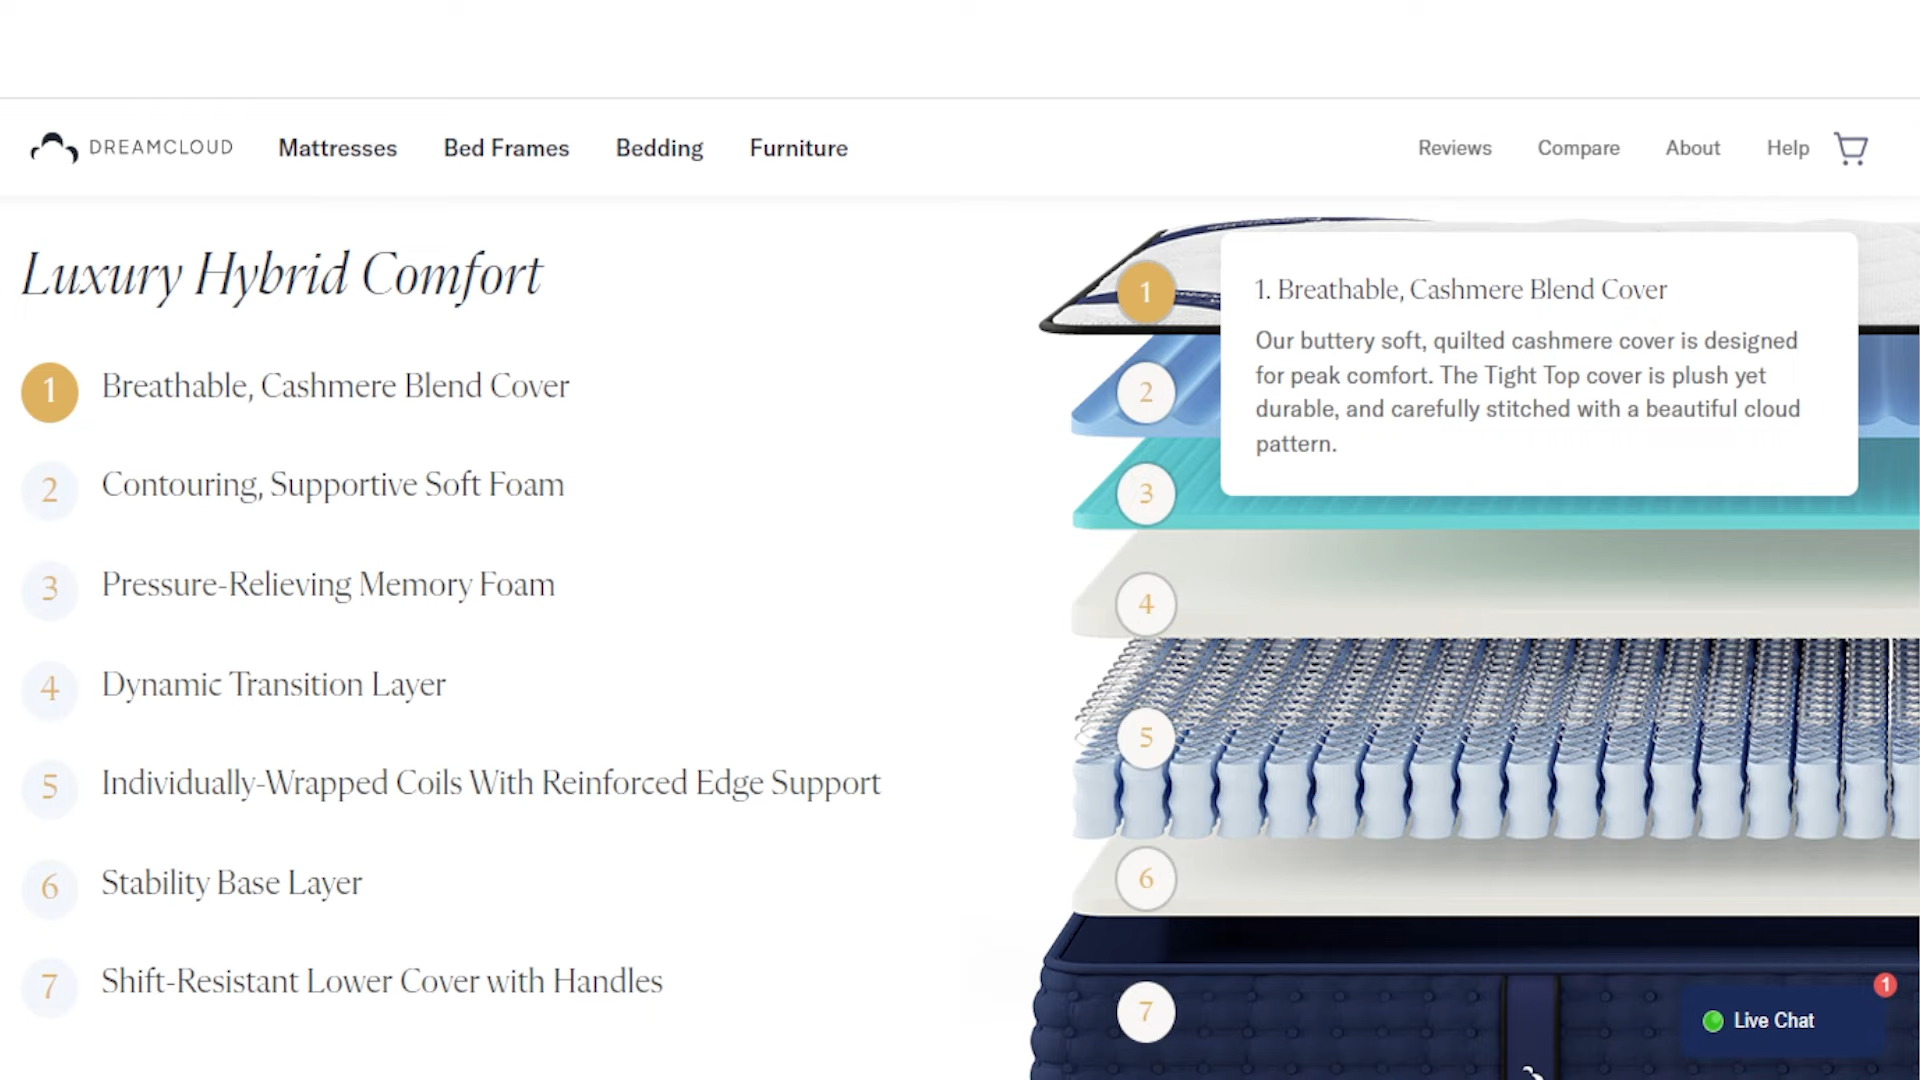 DREAMCLOUD
Mattresses
Bed Frames
Bedding
Furniture
Reviews
Compare
About
Help
Luxury Hybrid Comfort
1 Breathable, Cashmere Blend Cover
2 Contouring, Supportive Soft Foam
3 Pressure-Relieving Memory Foam
4 Dynamic Transition Layer
5 Individually-Wrapped Coils With Reinforced Edge Support
6 Stability Base Layer
7 Shift-Resistant Lower Cover with Handles
1
1. Breathable, Cashmere Blend Cover
Our buttery soft, quilted cashmere cover is designed
for peak comfort. The Tight Top cover is plush yet
durable, and carefully stitched with a beautiful cloud
pattern.
2
3
4
5
6
7
1
Live Chat